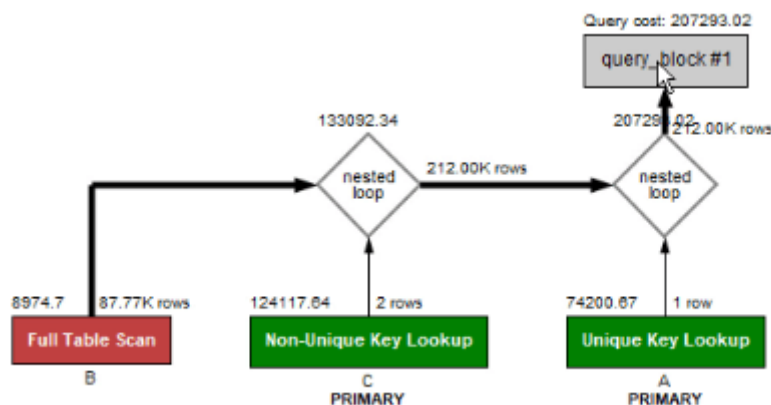 Query cost: 207293.02
query_block #1
133092.34
207293.02
212.00K rows
nested
loop
212.00K rows
nested
loop
8974.7
87.77K rows
124117.64
2 rows
74200.67
1 row
Full Table Scan
Non-Unique Key Lookup
Unique Key Lookup
B
C
A
PRIMARY
PRIMARY